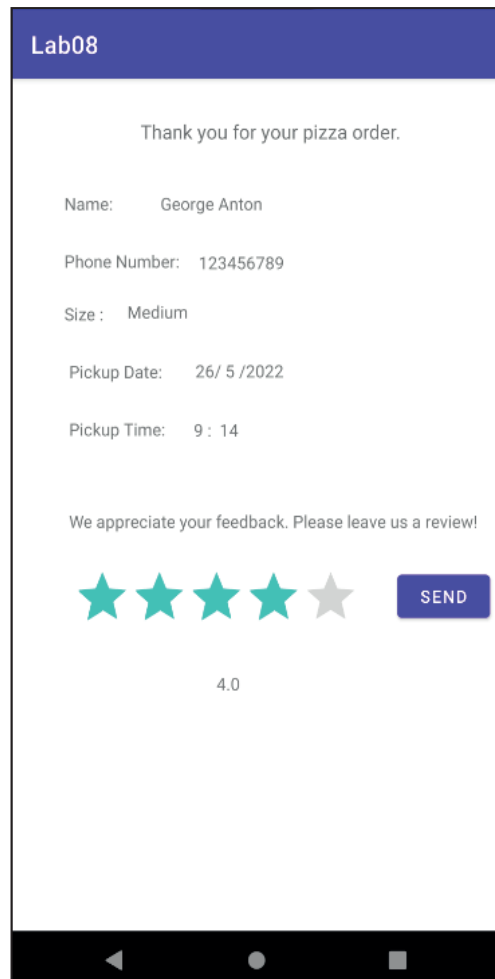 Lab08
Thank you for your pizza order.
Name: George Anton
Phone Number: 123456789
Size : Medium
Pickup Date: 26/ 5 /2022
Pickup Time: 9 : 14
We appreciate your feedback. Please leave us a review!
SEND
4.0